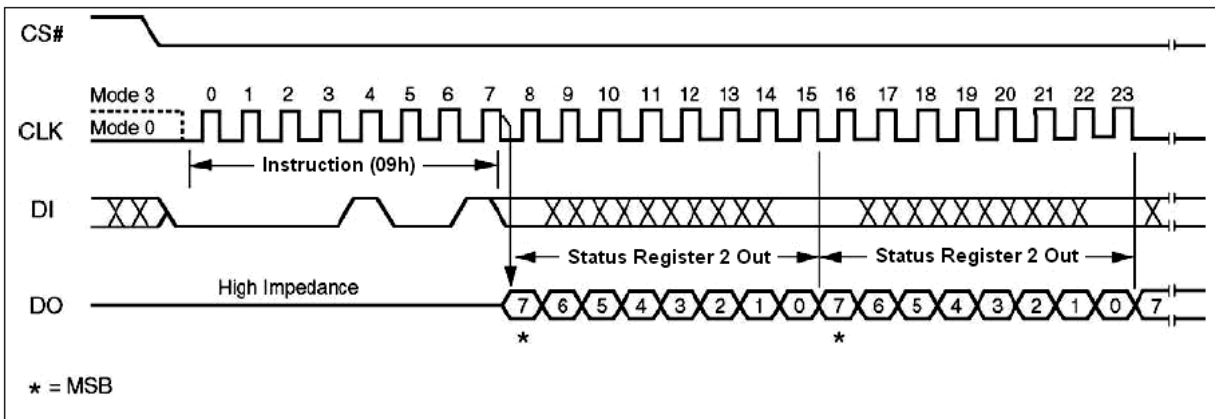 CS#
Mode 3
0 1 2 3 4 5 6 7 8 9 10 11 12 13 14 15 16 17 18 19 20 21 22 23
CLK
Mode 0
Instruction (09h)
DI
Status Register 2 Out
Status Register 2 Out
High Impedance
DO
7 6 5 4 3 2 1 0 7 6 5 4 3 2 1 0 7
* *
* = MSB